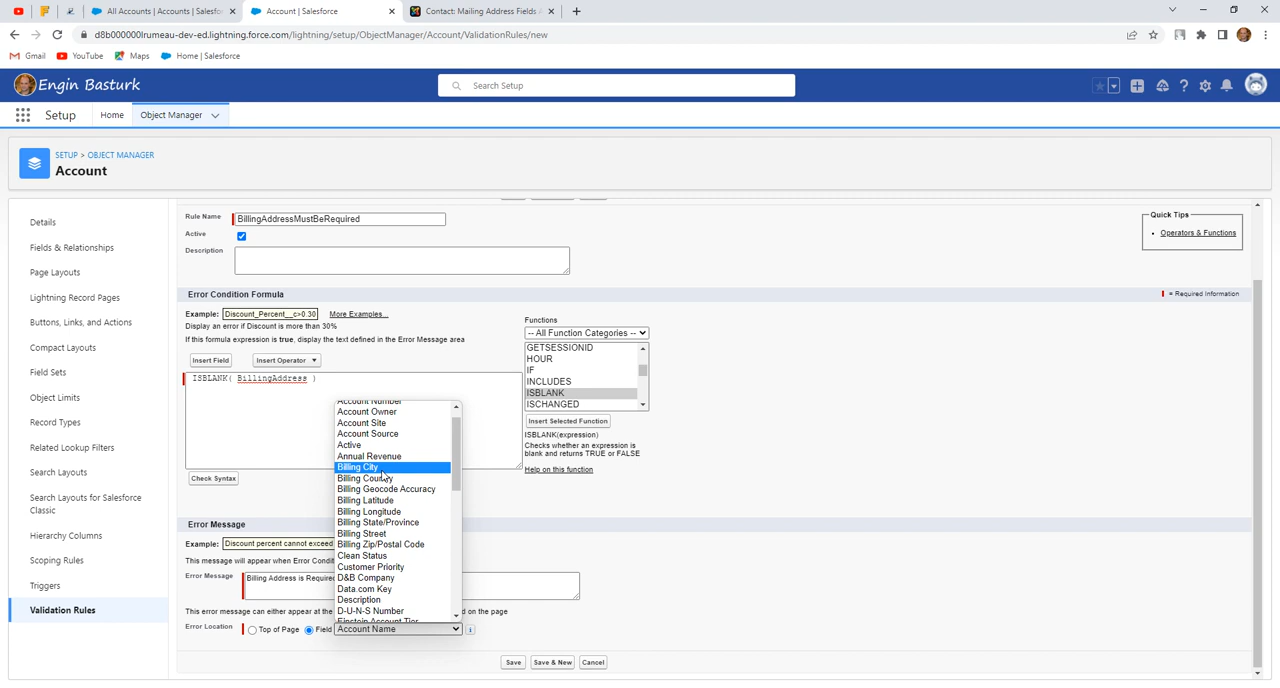 All Accounts | Accounts | Salesfo
Account | Salesforce
Contact: Mailing Address Fields A
d8b000000lrumeau-dev-ed.lightning.force.com/lightning/setup/ObjectManager/Account/ValidationRules/new
Gmail YouTube Maps Home | Salesforce
Engin Basturk
Search Setup
Setup Home Object Manager
SETUP > OBJECT MANAGER
Account
Details
Fields & Relationships
Page Layouts
Lightning Record Pages
Buttons, Links, and Actions
Compact Layouts
Field Sets
Object Limits
Record Types
Related Lookup Filters
Search Layouts
Search Layouts for Salesforce
Classic
Hierarchy Columns
Scoping Rules
Triggers
Validation Rules
Rule Name BillingAddressMustBeRequired
Active
Description
Quick Tips
• Operators & Functions
Error Condition Formula
= Required Information
Example: Discount_Percent__c>0.30 More Examples...
Display an error if Discount is more than 30%
If this formula expression is true, display the text defined in the Error Message area
Insert Field Insert Operator
ISBLANK( BillingAddress )
Functions
-- All Function Categories --
GETSESSIONID
HOUR
IF
INCLUDES
ISBLANK
ISCHANGED
Insert Selected Function
ISBLANK(expression)
Checks whether an expression is
blank and returns TRUE or FALSE
Help on this function
Check Syntax
Account Number
Account Owner
Account Site
Account Source
Active
Annual Revenue
Billing City
Billing Country
Billing Geocode Accuracy
Billing Latitude
Billing Longitude
Billing State/Province
Billing Street
Billing Zip/Postal Code
Clean Status
Customer Priority
D&B Company
Data.com Key
Description
D-U-N-S Number
Einstein Account Tier
Error Message
Example: Discount percent cannot exceed
This message will appear when Error Condit
Error Message Billing Address is Require
This error message can either appear at the d on the page
Error Location Top of Page Field Account Name
Save Save & New Cancel